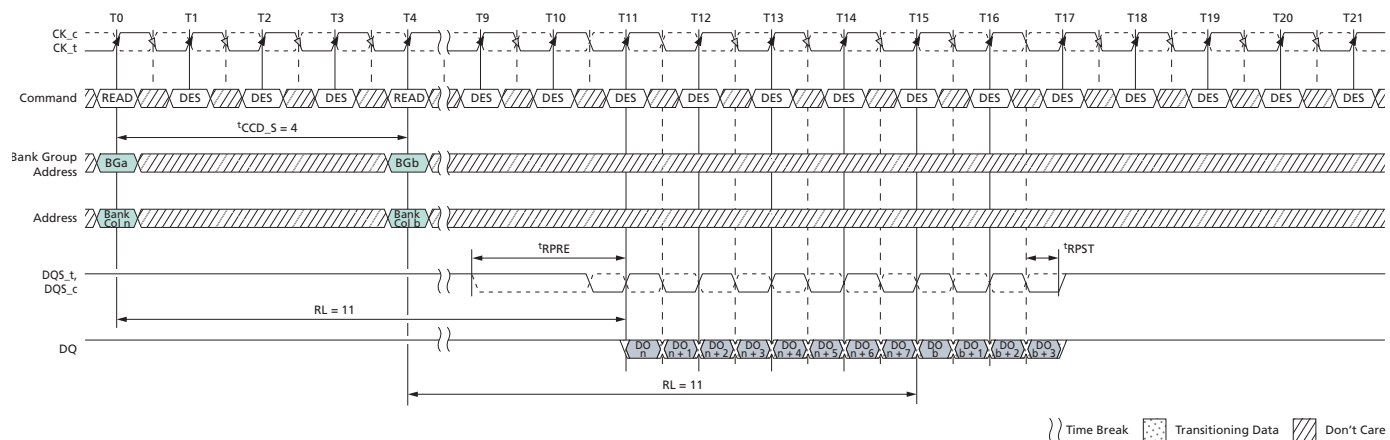 T0 T1 T2 T3 T4 T9 T10 T11 T12 T13 T14 T15 T16 T17 T18 T19 T20 T21
CK_c
CK_t
Command READ DES DES DES READ DES DES DES DES DES DES DES DES DES DES DES DES DES
tCCD_S = 4
Bank Group
Address
BGa BGb
Address
Bank
Col n
Bank
Col b
tRPRE tRPST
DQS_t,
DQS_c
RL = 11
DQ
DO
n
DO
n + 1
DO
n + 2
DO
n + 3
DO
n + 4
DO
n + 5
DO
n + 6
DO
n + 7
DO
b
DO
b + 1
DO
b + 2
DO
b + 3
RL = 11
Time Break Transitioning Data Don't Care